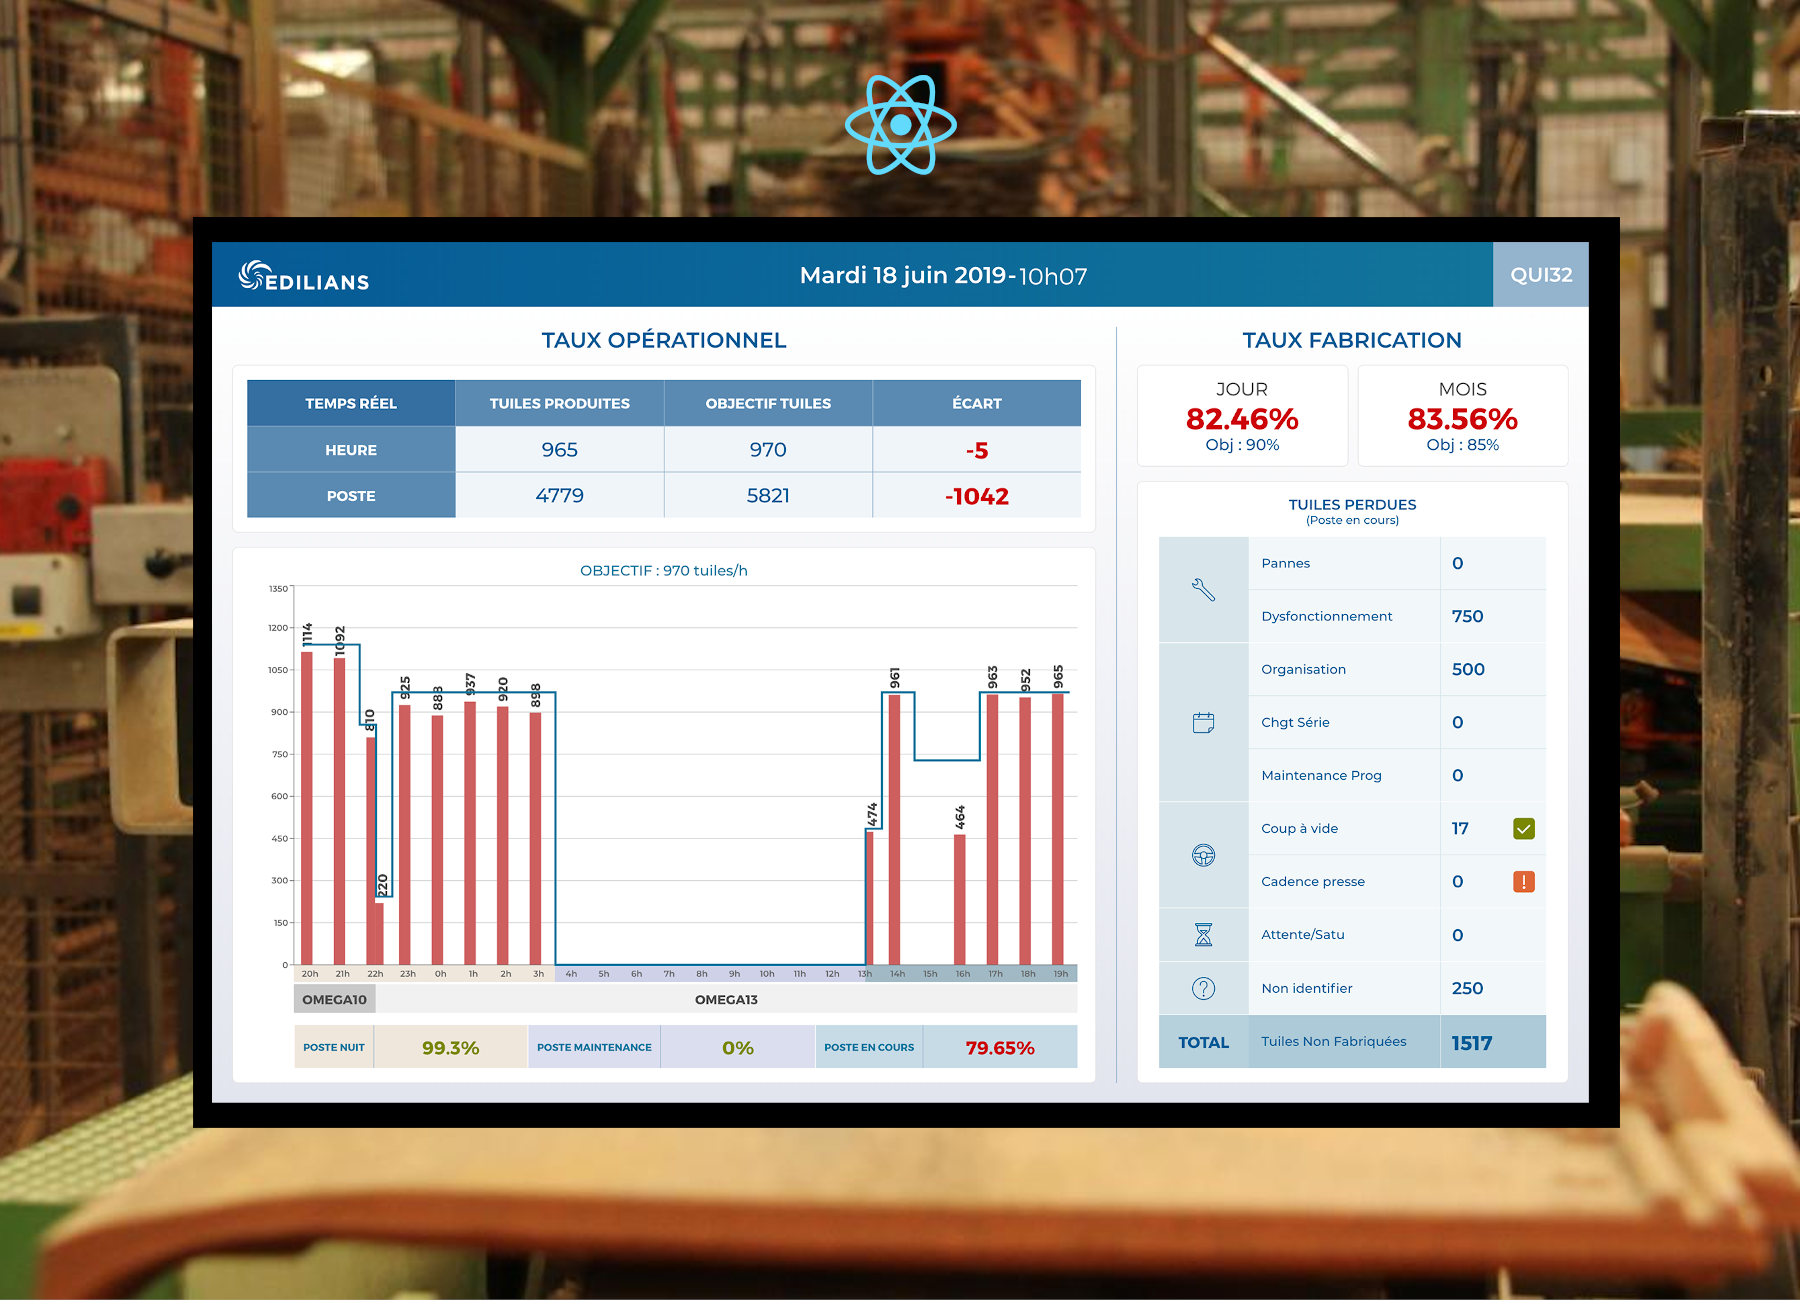 EDILIANS
Mardi 18 juin 2019-10h07
QUI32
TAUX OPÉRATIONNEL
TEMPS RÉEL TUILES PRODUITES OBJECTIF TUILES ÉCART
HEURE 965 970 -5
POSTE 4779 5821 -1042
OBJECTIF : 970 tuiles/h
1350
1200
1050
900
750
600
450
300
150
0
1114 1092 810 220 925 888 937 920 898 474 961 464 963 952 965
20h 21h 22h 23h 0h 1h 2h 3h 4h 5h 6h 7h 8h 9h 10h 11h 12h 13h 14h 15h 16h 17h 18h 19h
OMEGA10 OMEGA13
POSTE NUIT 99.3% POSTE MAINTENANCE 0% POSTE EN COURS 79.65%
TAUX FABRICATION
JOUR
82.46%
Obj : 90%
MOIS
83.56%
Obj : 85%
TUILES PERDUES
(Poste en cours)
Pannes 0
Dysfonctionnement 750
Organisation 500
Chgt Série 0
Maintenance Prog 0
Coup à vide 17
Cadence presse 0
Attente/Satu 0
Non identifier 250
TOTAL Tuiles Non Fabriquées 1517